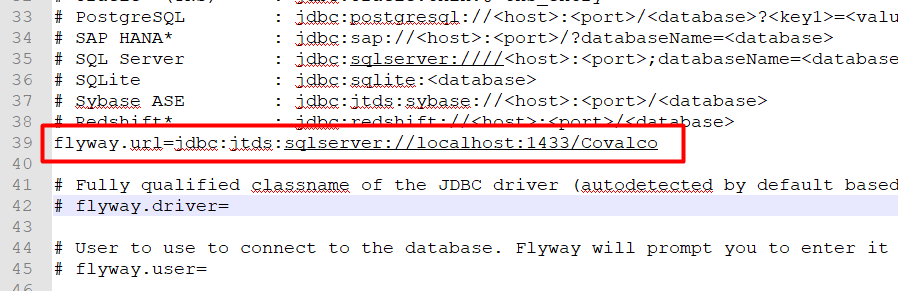 33 # PostgreSQL : jdbc:postgresql://<host>:<port>/<database>?<key1>=<valu
34 # SAP HANA* : jdbc:sap://<host>:<port>/?databaseName=<database>
35 # SQL Server : jdbc:sqlserver:////<host>:<port>;databaseName=<database
36 # SQLite : jdbc:sqlite:<database>
37 # Sybase ASE : jdbc:jtds:sybase://<host>:<port>/<database>
38 # Redshift* : jdbc:redshift://<host>:<port>/<database>
39 flyway.url=jdbc:jtds:sqlserver://localhost:1433/Covalco
40
41 # Fully qualified classname of the JDBC driver (autodetected by default based
42 # flyway.driver=
43
44 # User to use to connect to the database. Flyway will prompt you to enter it
45 # flyway.user=
46